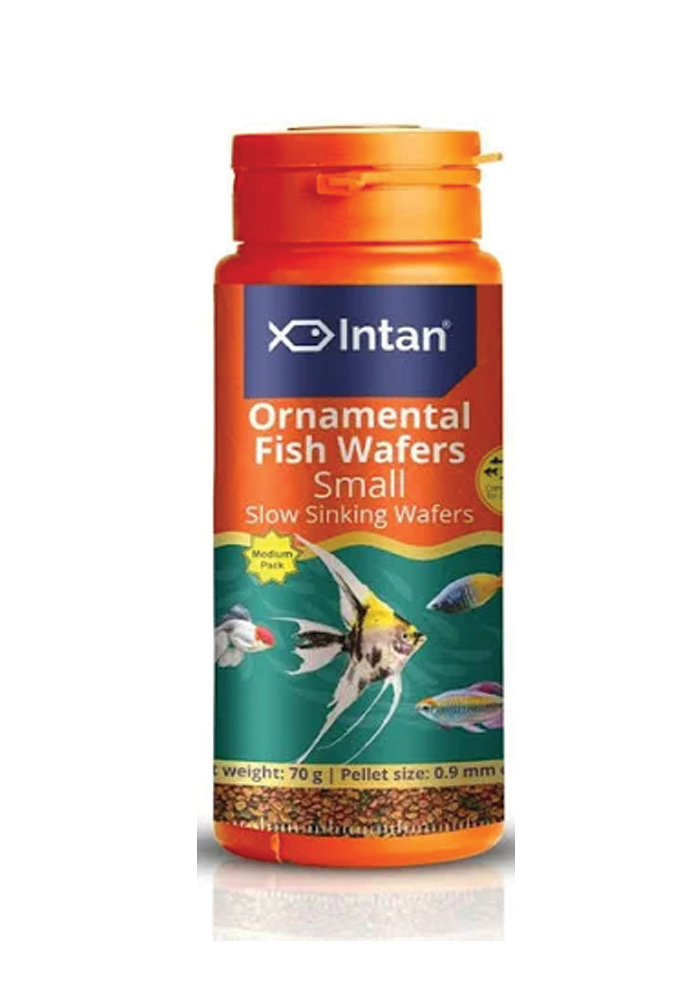 Intan®
Ornamental
Fish Wafers
Small
Slow Sinking Wafers
Medium
Pack
weight: 70 g | Pellet size: 0.9 mm